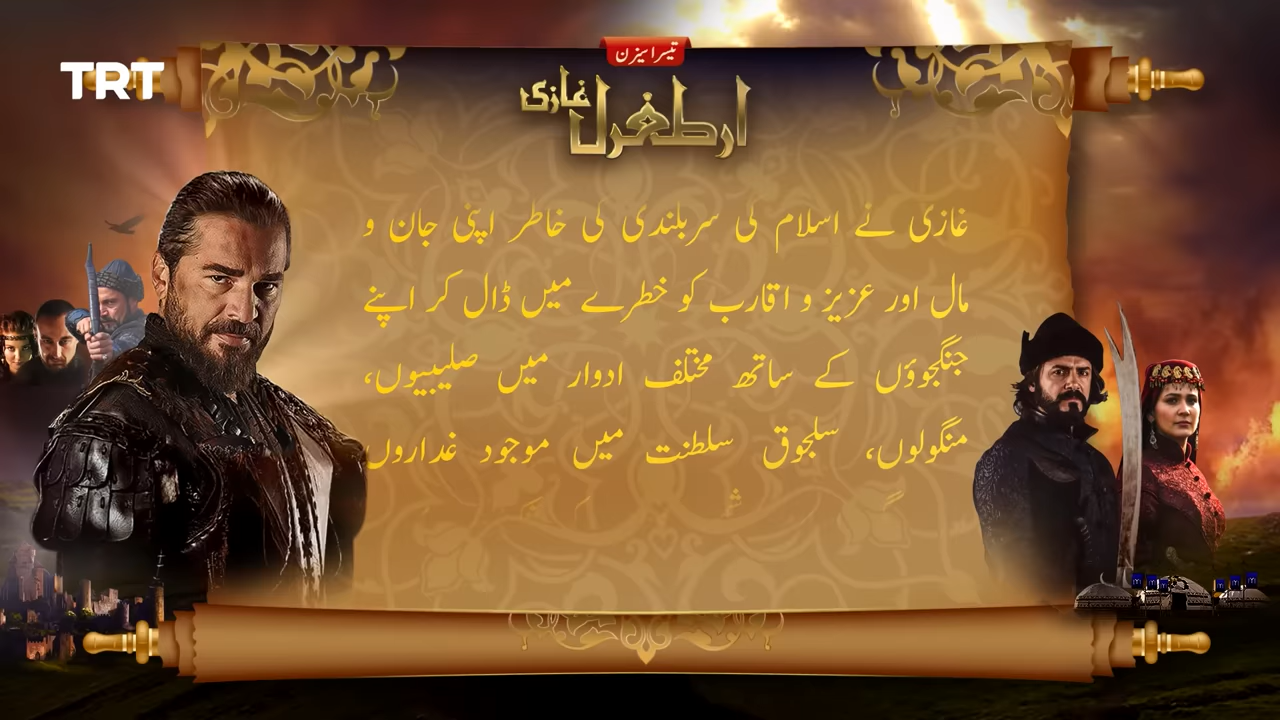 TRT
تیسرا سیزن
ارطغرل غازی
غازی نے اسلام کی سربلندی کی خاطر اپنی جان و
مال اور عزیز و اقارب کو خطرے میں ڈال کر اپنے
جنگجوؤں کے ساتھ مختلف ادوار میں صلیبیوں،
منگولوں، سلجوق سلطنت میں موجود غداروں